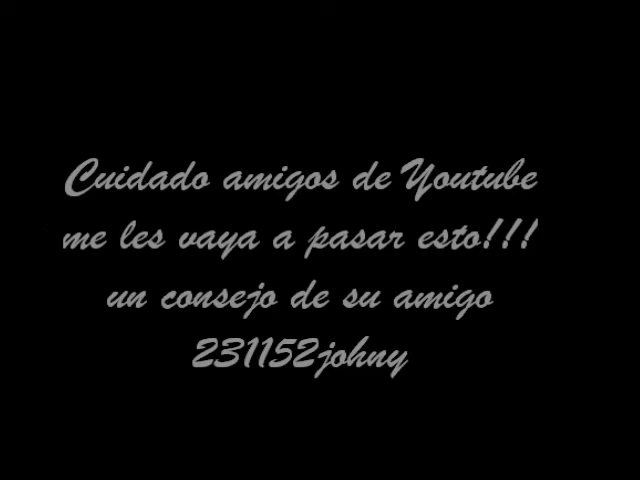 Cuidado amigos de Youtube
me les vaya a pasar esto!!!
un consejo de su amigo
231152johny